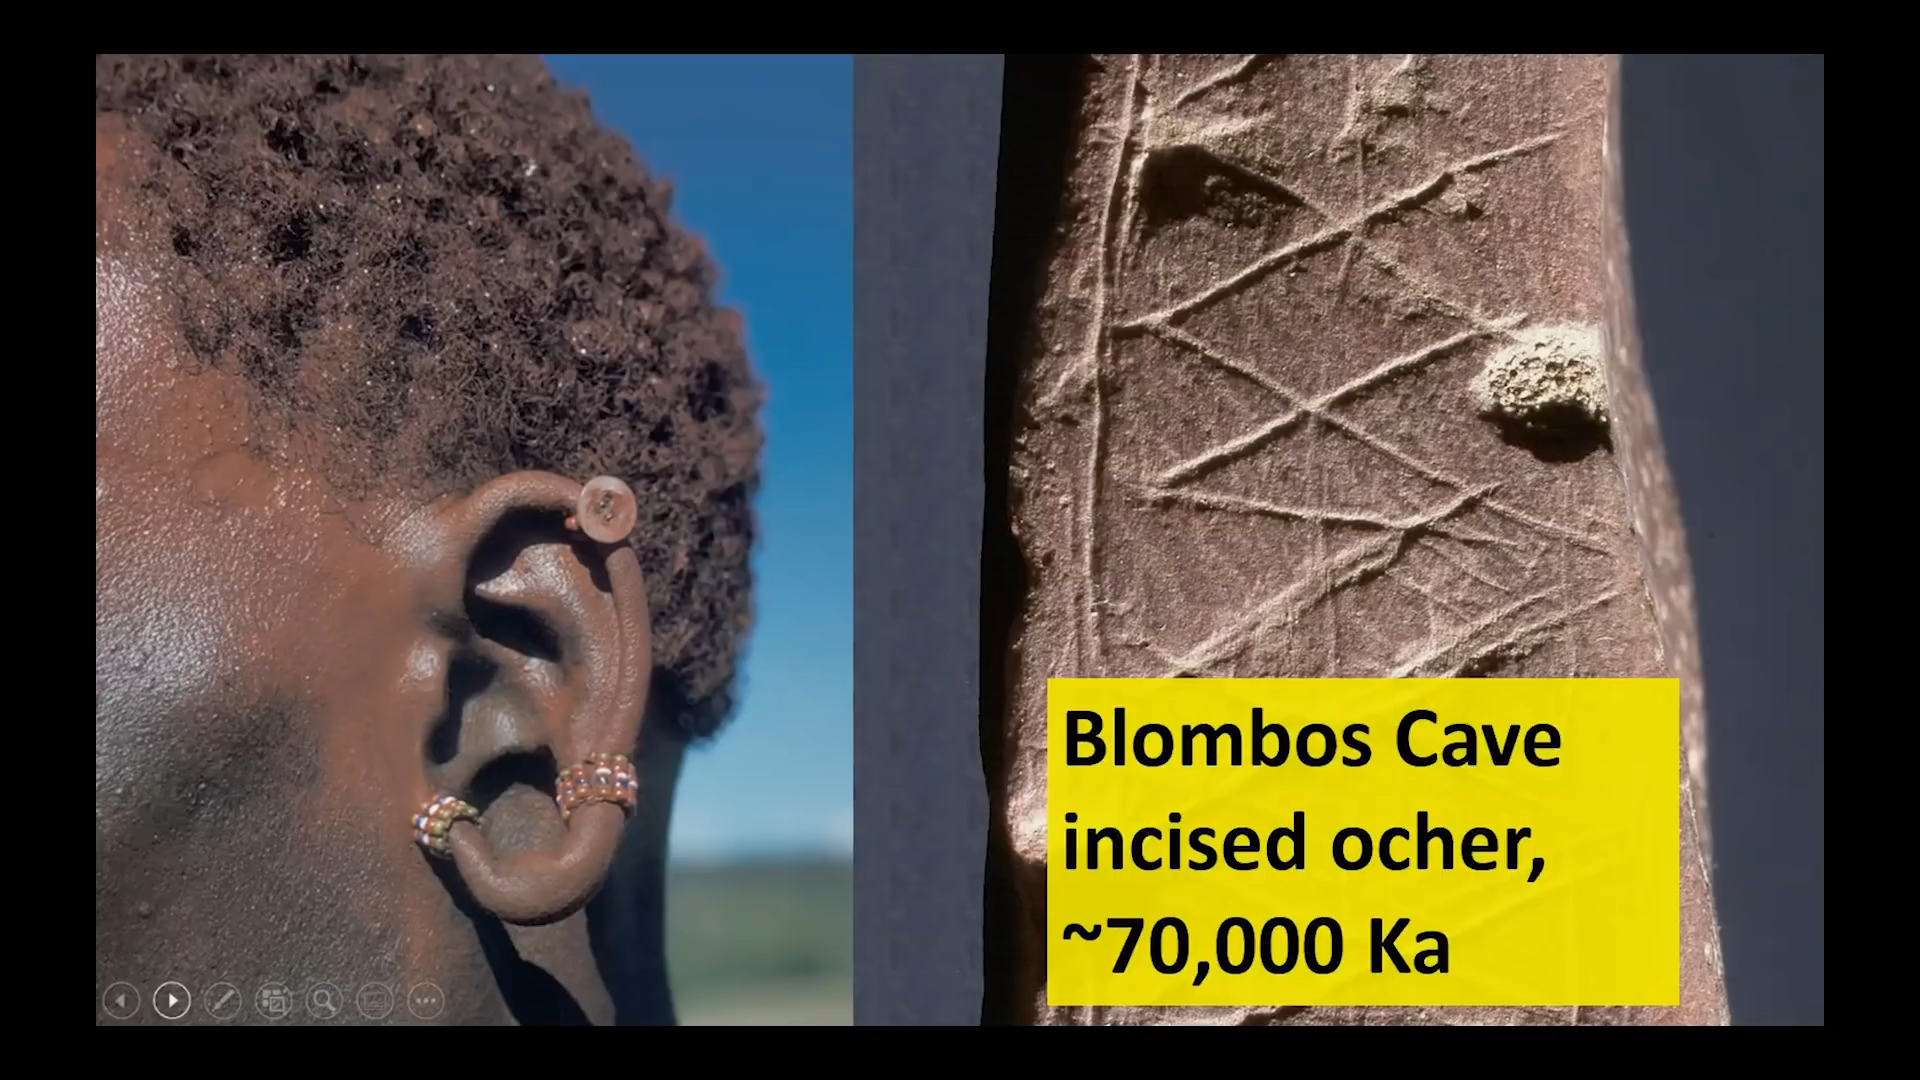 Blombos Cave
incised ocher,
~70,000 Ka